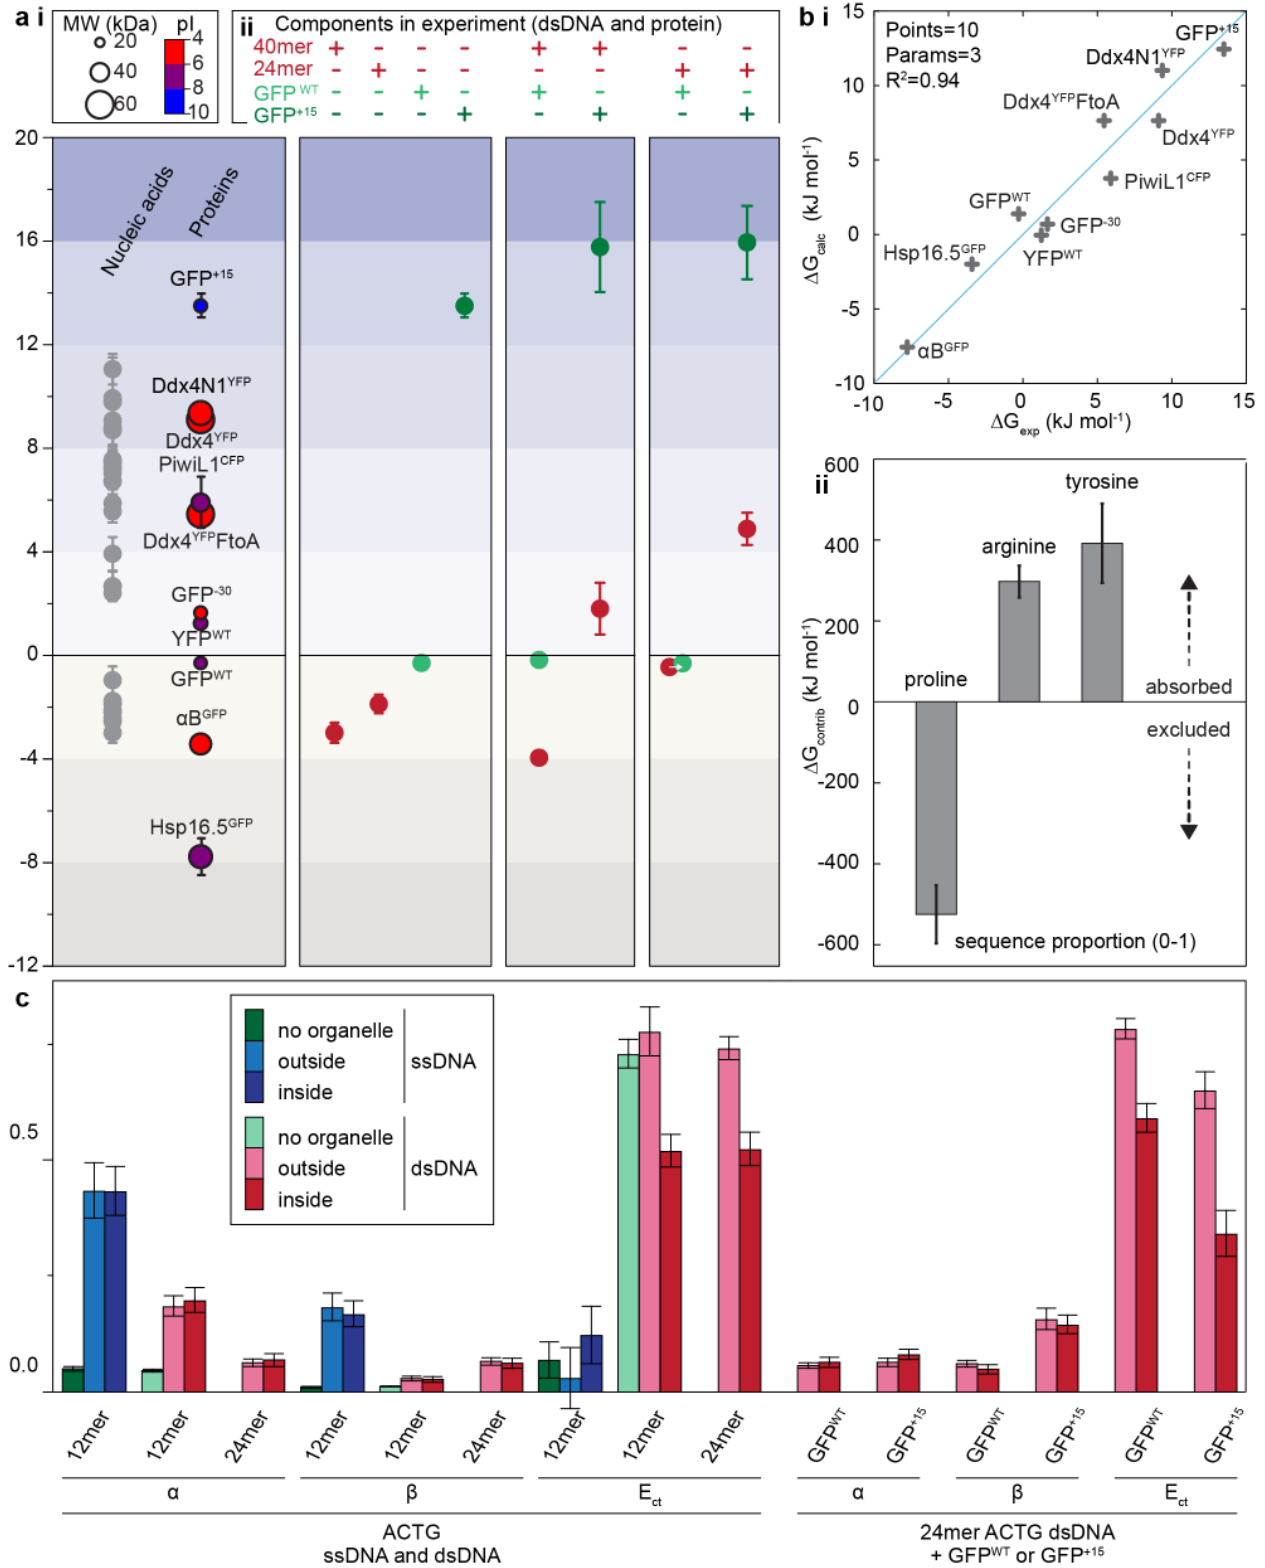 a i
MW (kDa)
pI
20
40
60
4
6
8
10
ii Components in experiment (dsDNA and protein)
40mer + - - - + + - -
24mer - + - - - - + +
GFP WT - - + - + - + -
GFP+15 - - - + - + - +
20
16
12
8
4
0
-4
-8
-12
Nucleic acids
Proteins
GFP+15
Ddx4N1YFP
Ddx4YFP
PiwiL1CFP
Ddx4YFPFtoA
GFP-30
YFPWT
GFPWT
αBGFP
Hsp16.5GFP
b i
Points=10
Params=3
R2=0.94
GFP+15
Ddx4N1YFP
Ddx4YFPFtoA
Ddx4YFP
PiwiL1CFP
GFPWT
GFP-30
YFPWT
Hsp16.5GFP
αBGFP
ΔGcalc (kJ mol-1)
15
10
5
0
-5
-10
-10 -5 0 5 10 15
ΔGexp (kJ mol-1)
ii
ΔGcontrib (kJ mol-1)
600
400
200
0
-200
-400
-600
tyrosine
arginine
proline
absorbed
excluded
sequence proportion (0-1)
c
no organelle
outside
inside
ssDNA
no organelle
outside
inside
dsDNA
0.5
0.0
12mer 12mer 24mer 12mer 12mer 24mer 12mer 12mer 24mer GFPWT GFP+15 GFPWT GFP+15 GFPWT GFP+15
α β Ect α β Ect
ACTG
ssDNA and dsDNA
24mer ACTG dsDNA
+ GFPWT or GFP+15